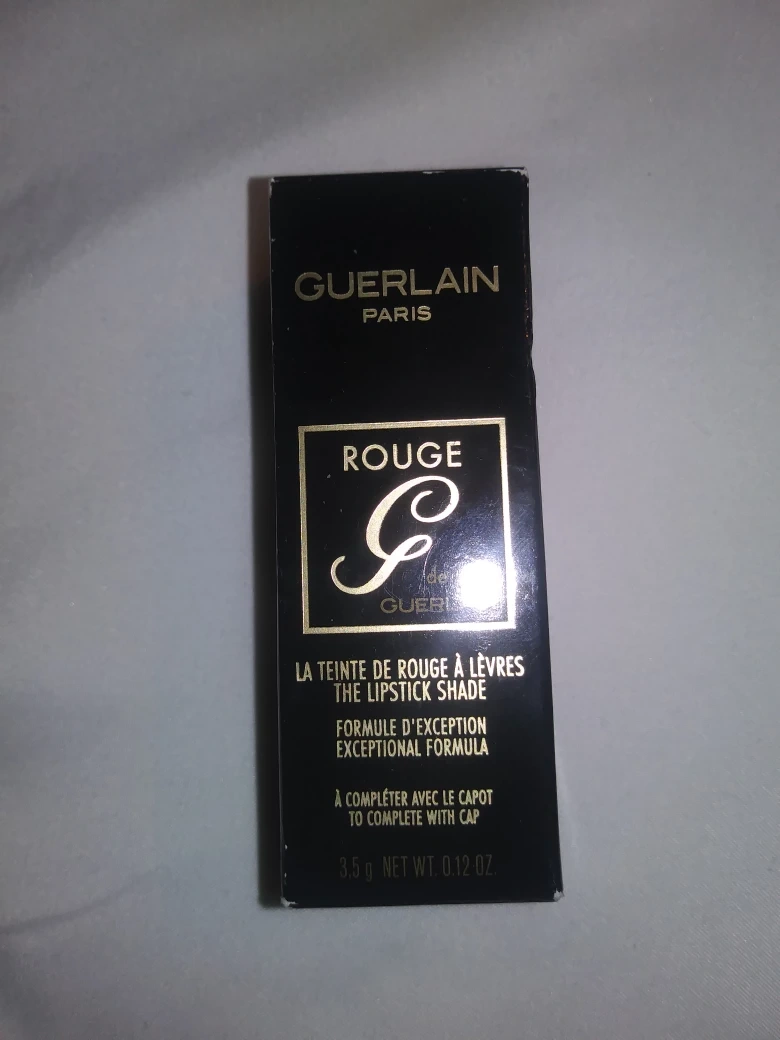 GUERLAIN
PARIS
ROUGE
G
de
LA TEINTE DE ROUGE À LÈVRES
THE LIPSTICK SHADE
FORMULE D'EXCEPTION
EXCEPTIONAL FORMULA
À COMPLÉTER AVEC LE CAPOT
TO COMPLETE WITH CAP
3.5 g NET WT. 0.12 OZ.